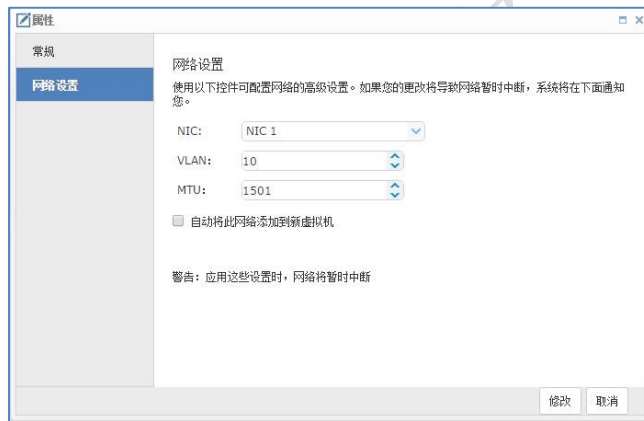 属性
常规
网络设置
网络设置
使用以下控件可配置网络的高级设置。如果您的更改将导致网络暂时中断，系统将在下面通知
您。
NIC: NIC 1
VLAN: 10
MTU: 1501
自动将此网络添加到新虚拟机
警告：应用这些设置时，网络将暂时中断
修改 取消